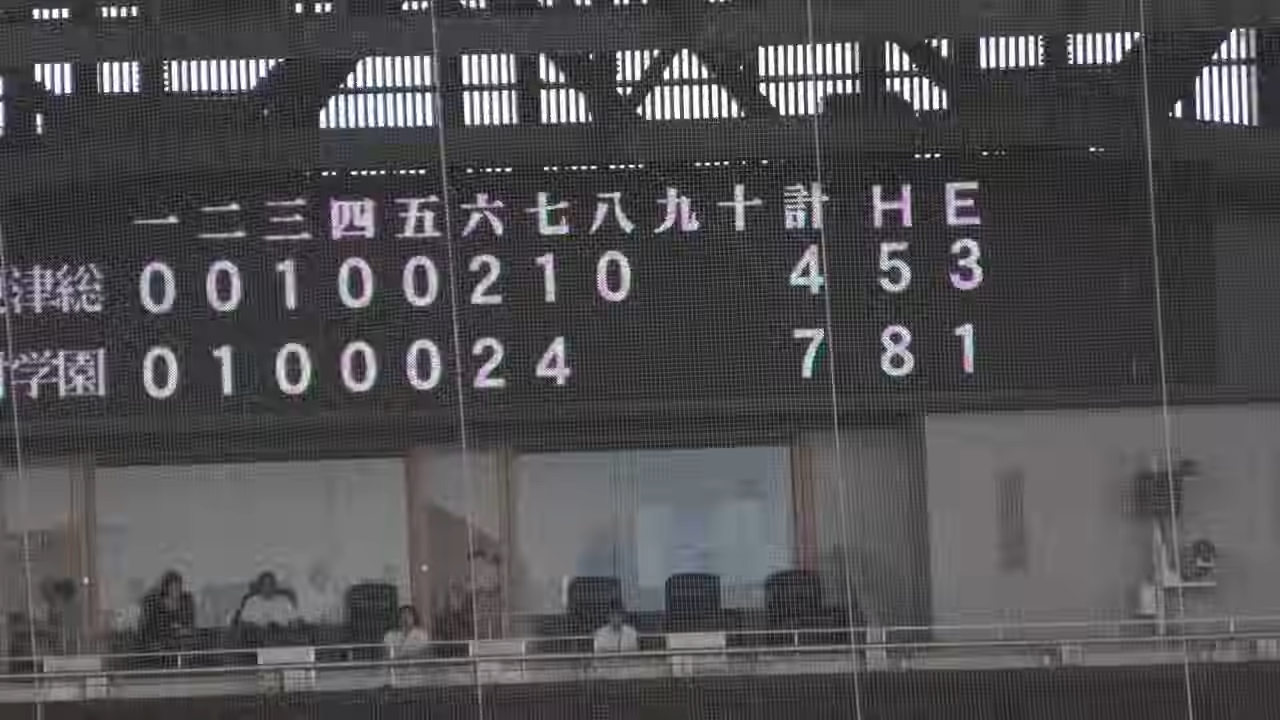 一 二 三 四 五 六 七 八 九 十 計 H E
津総 0 0 1 0 0 2 1 0 4 5 3
学園 0 1 0 0 0 2 4 7 8 1